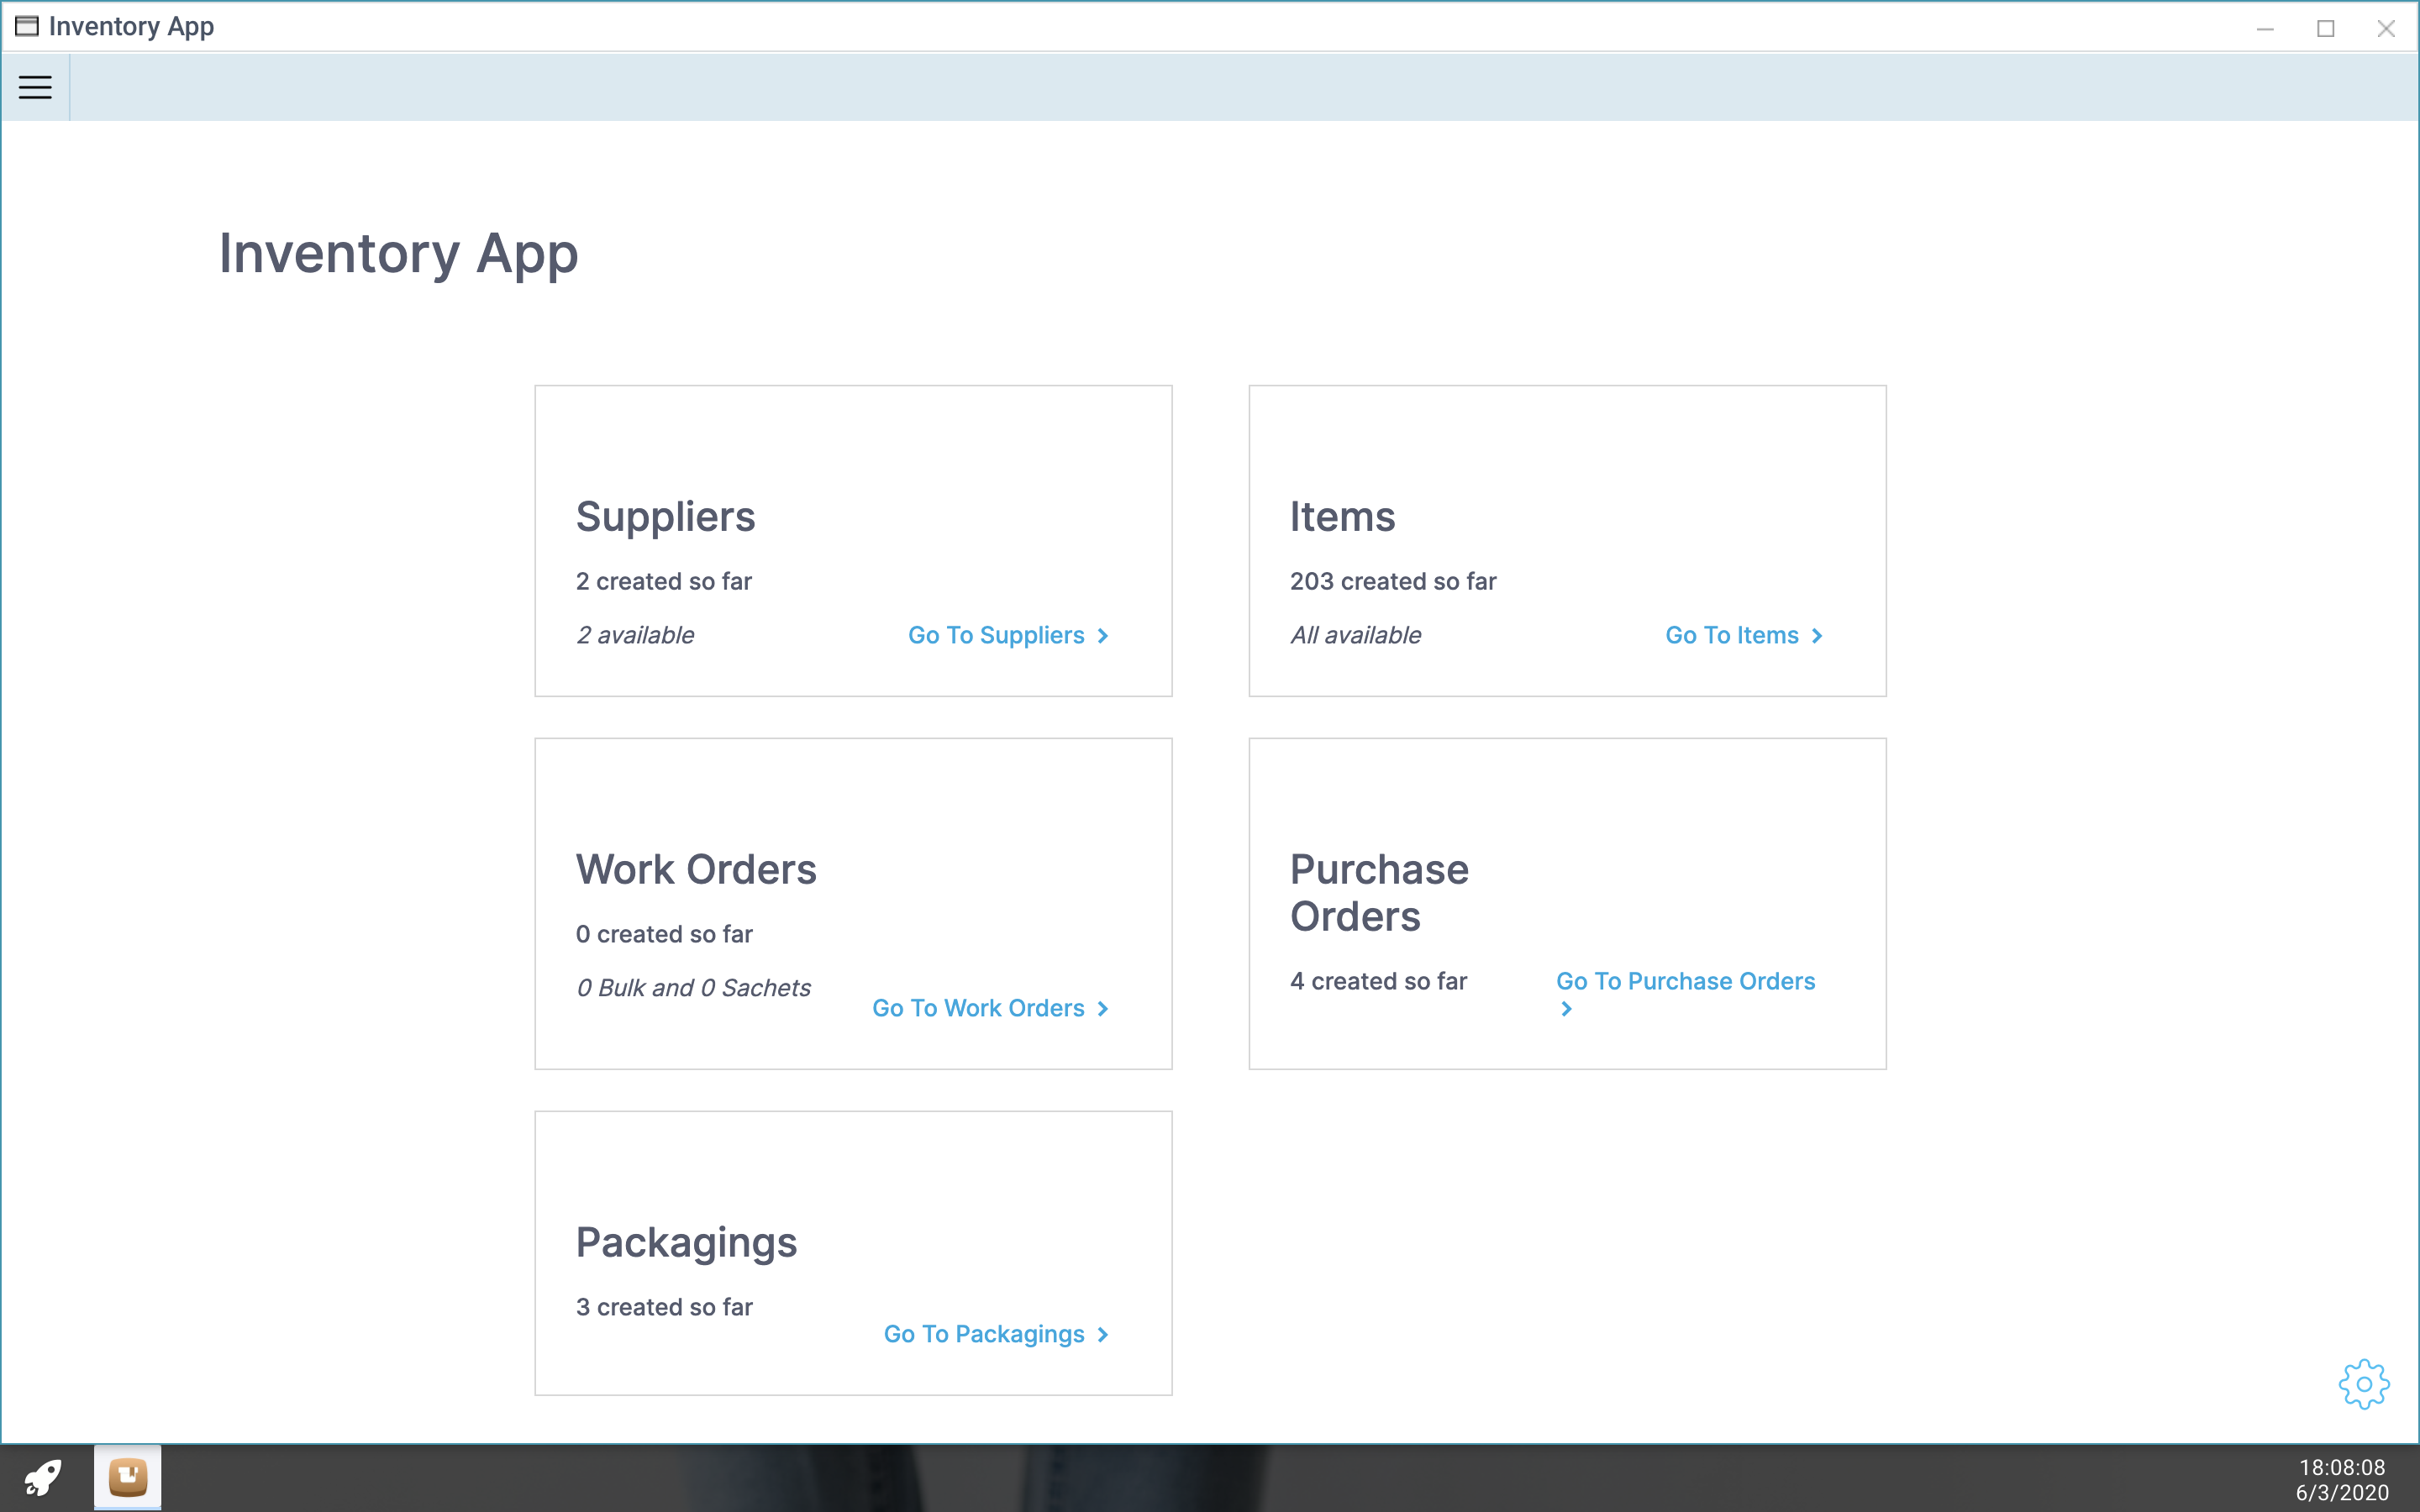 Inventory App
Inventory App
Suppliers
2 created so far
2 available
Go To Suppliers
Items
203 created so far
All available
Go To Items
Work Orders
0 created so far
0 Bulk and 0 Sachets
Go To Work Orders
Purchase
Orders
4 created so far
Go To Purchase Orders
Packagings
3 created so far
Go To Packagings
18:08:08
6/3/2020